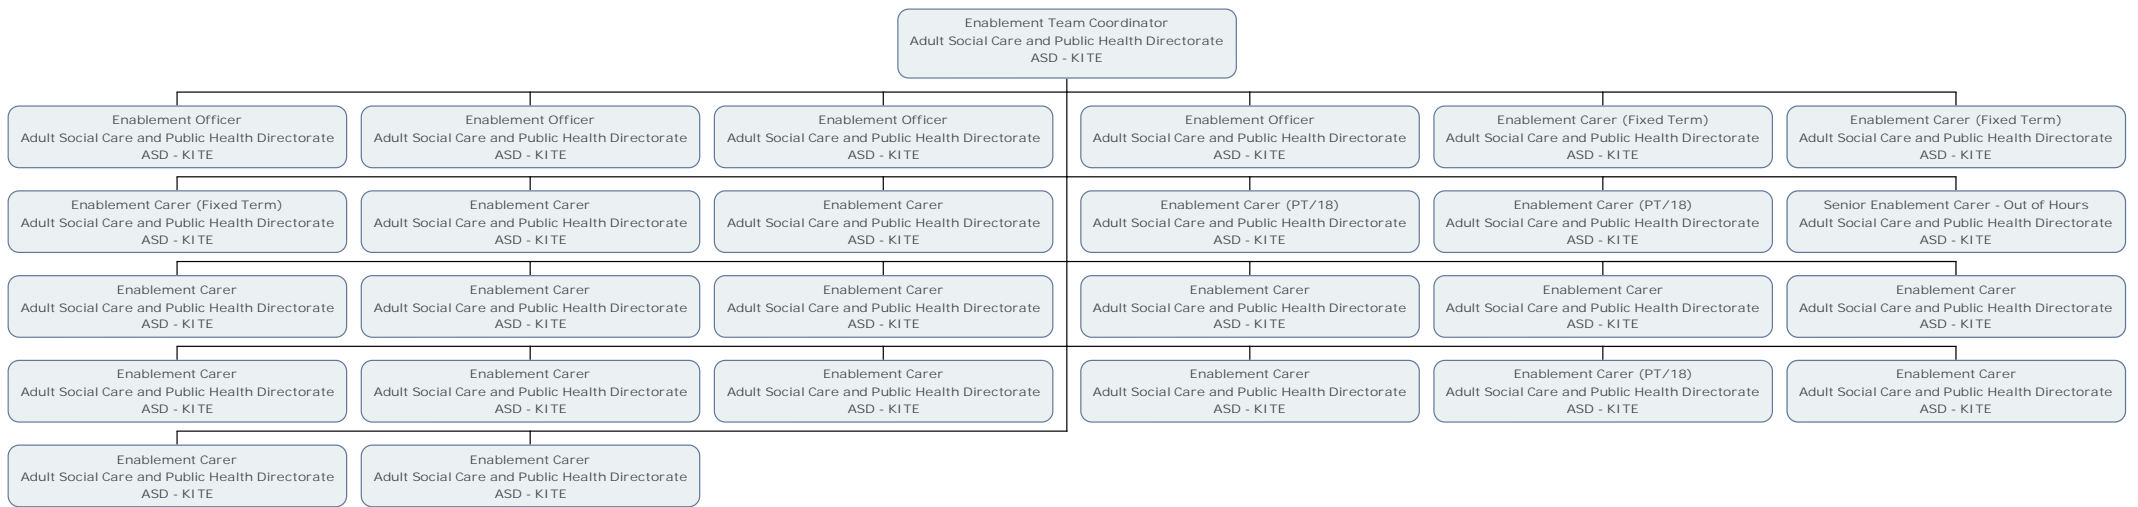 Enablement Team Coordinator
Adult Social Care and Public Health Directorate
ASD - KITE
Enablement Officer
Adult Social Care and Public Health Directorate
ASD - KITE
Enablement Officer
Adult Social Care and Public Health Directorate
ASD - KITE
Enablement Officer
Adult Social Care and Public Health Directorate
ASD - KITE
Enablement Officer
Adult Social Care and Public Health Directorate
ASD - KITE
Enablement Carer (Fixed Term)
Adult Social Care and Public Health Directorate
ASD - KITE
Enablement Carer (Fixed Term)
Adult Social Care and Public Health Directorate
ASD - KITE
Enablement Carer (Fixed Term)
Adult Social Care and Public Health Directorate
ASD - KITE
Enablement Carer
Adult Social Care and Public Health Directorate
ASD - KITE
Enablement Carer
Adult Social Care and Public Health Directorate
ASD - KITE
Enablement Carer (PT/18)
Adult Social Care and Public Health Directorate
ASD - KITE
Enablement Carer (PT/18)
Adult Social Care and Public Health Directorate
ASD - KITE
Senior Enablement Carer - Out of Hours
Adult Social Care and Public Health Directorate
ASD - KITE
Enablement Carer
Adult Social Care and Public Health Directorate
ASD - KITE
Enablement Carer
Adult Social Care and Public Health Directorate
ASD - KITE
Enablement Carer
Adult Social Care and Public Health Directorate
ASD - KITE
Enablement Carer
Adult Social Care and Public Health Directorate
ASD - KITE
Enablement Carer
Adult Social Care and Public Health Directorate
ASD - KITE
Enablement Carer
Adult Social Care and Public Health Directorate
ASD - KITE
Enablement Carer
Adult Social Care and Public Health Directorate
ASD - KITE
Enablement Carer
Adult Social Care and Public Health Directorate
ASD - KITE
Enablement Carer
Adult Social Care and Public Health Directorate
ASD - KITE
Enablement Carer
Adult Social Care and Public Health Directorate
ASD - KITE
Enablement Carer (PT/18)
Adult Social Care and Public Health Directorate
ASD - KITE
Enablement Carer
Adult Social Care and Public Health Directorate
ASD - KITE
Enablement Carer
Adult Social Care and Public Health Directorate
ASD - KITE
Enablement Carer
Adult Social Care and Public Health Directorate
ASD - KITE